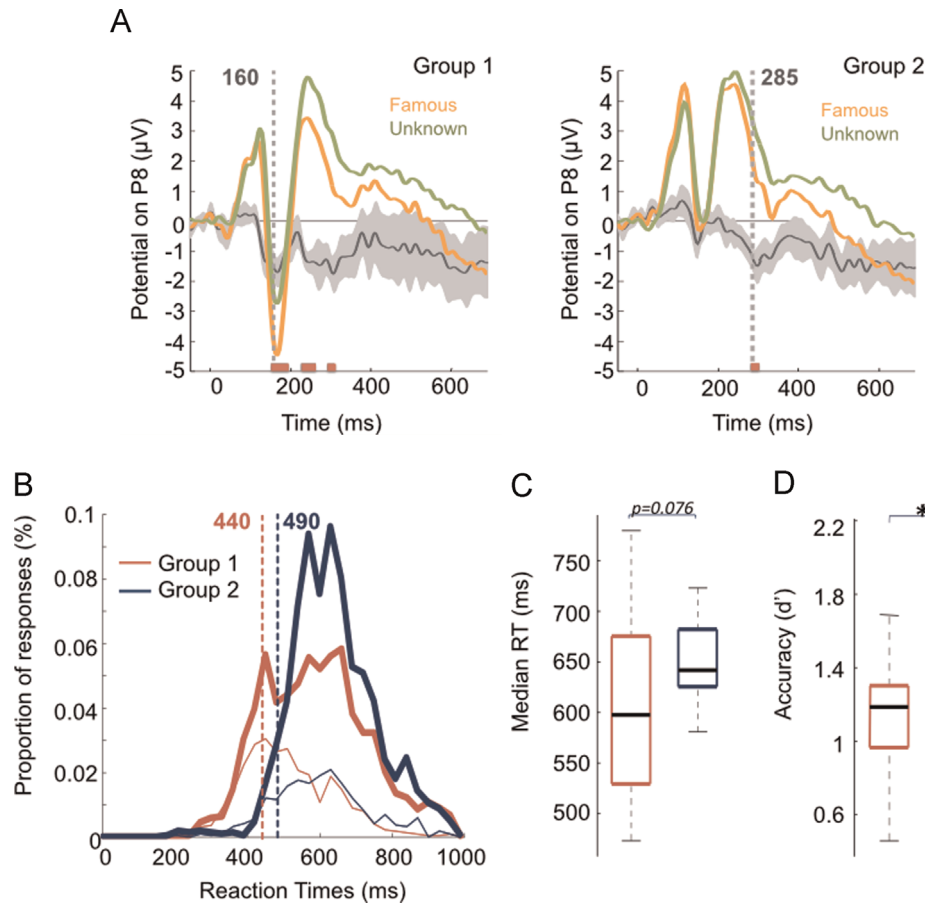 A
Group 1
160
Famous
Unknown
5
4
3
2
1
0
-1
-2
-3
-4
-5
Potential on P8 (μV)
0
200
400
600
Time (ms)
Group 2
285
Famous
Unknown
5
4
3
2
1
0
-1
-2
-3
-4
-5
Potential on P8 (μV)
0
200
400
600
Time (ms)
B
440
490
Group 1
Group 2
0.1
0.08
0.06
0.04
0.02
0
Proportion of responses (%)
0
200
400
600
800
1000
Reaction Times (ms)
C
p=0.076
750
700
650
600
550
500
Median RT (ms)
D
*
2.2
1.8
1.4
1
0.6
Accuracy (d')